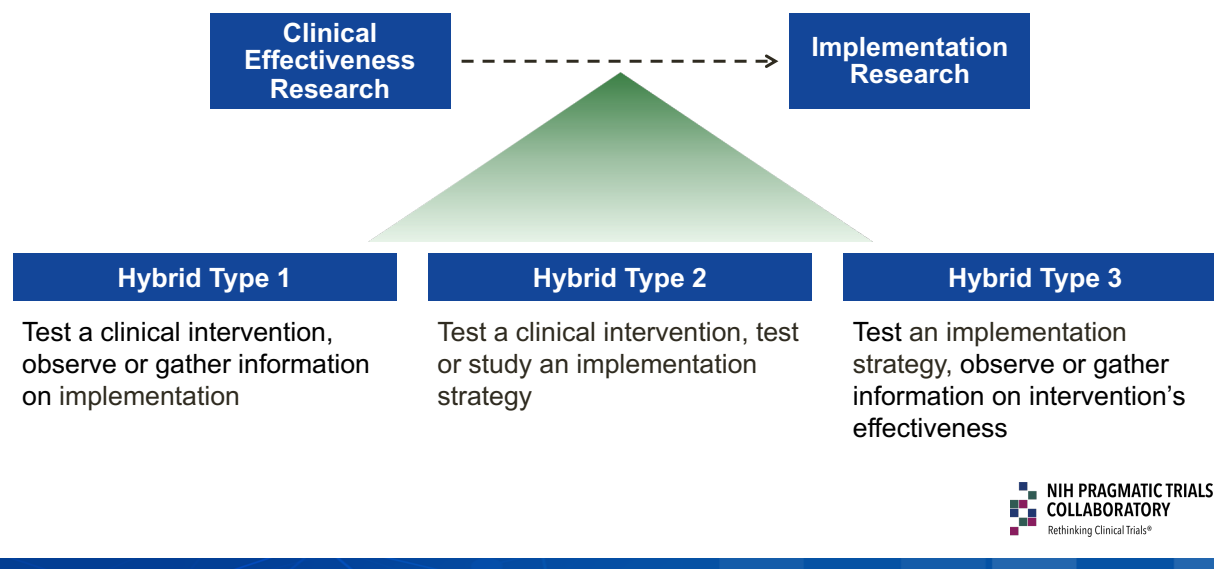 Clinical
Effectiveness
Research
Implementation
Research
Hybrid Type 1
Test a clinical intervention,
observe or gather information
on implementation
Hybrid Type 2
Test a clinical intervention, test
or study an implementation
strategy
Hybrid Type 3
Test an implementation
strategy, observe or gather
information on intervention’s
effectiveness
NIH PRAGMATIC TRIALS
COLLABORATORY
Rethinking Clinical Trials®